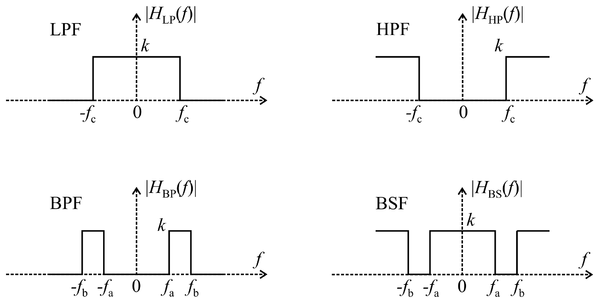 LPF |H_LP(f)|
k
f
-f_c 0 f_c
HPF |H_HP(f)|
k
f
-f_c 0 f_c
BPF |H_BP(f)|
k
f
-f_b -f_a 0 f_a f_b
BSF |H_BS(f)|
k
f
-f_b -f_a 0 f_a f_b